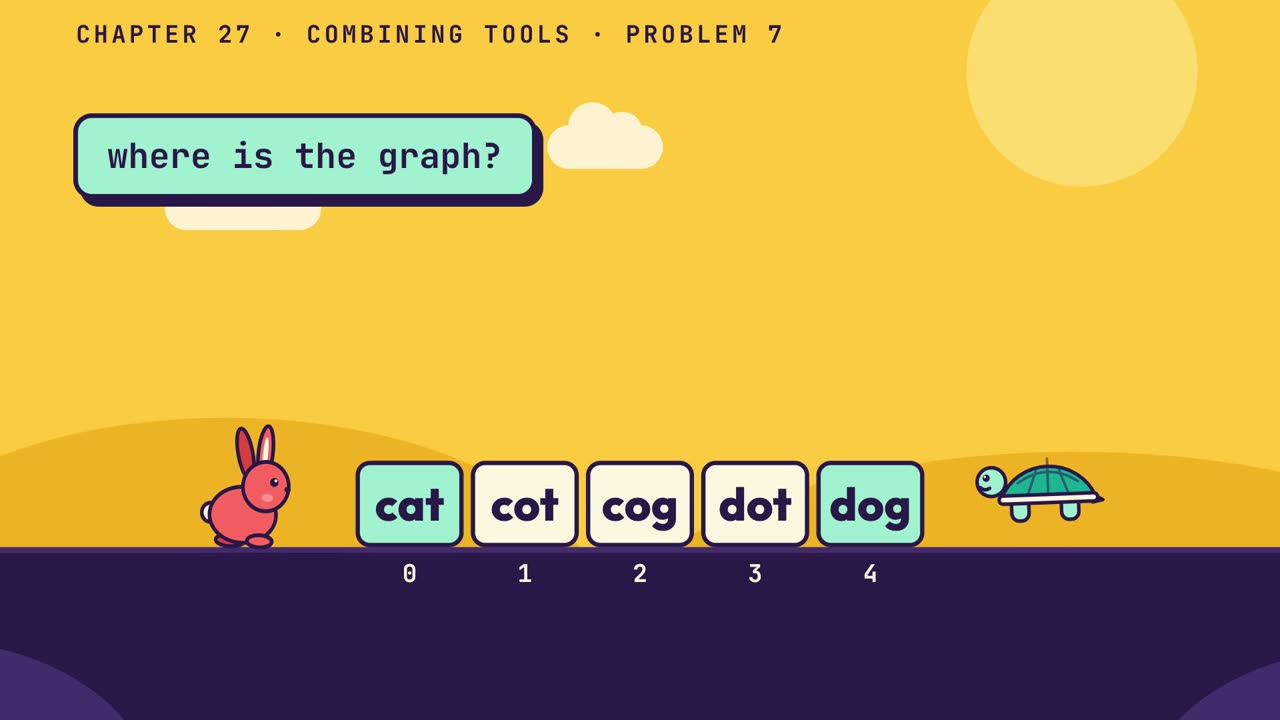 CHAPTER 27 · COMBINING TOOLS · PROBLEM 7
where is the graph?
cat cot cog dot dog
0 1 2 3 4